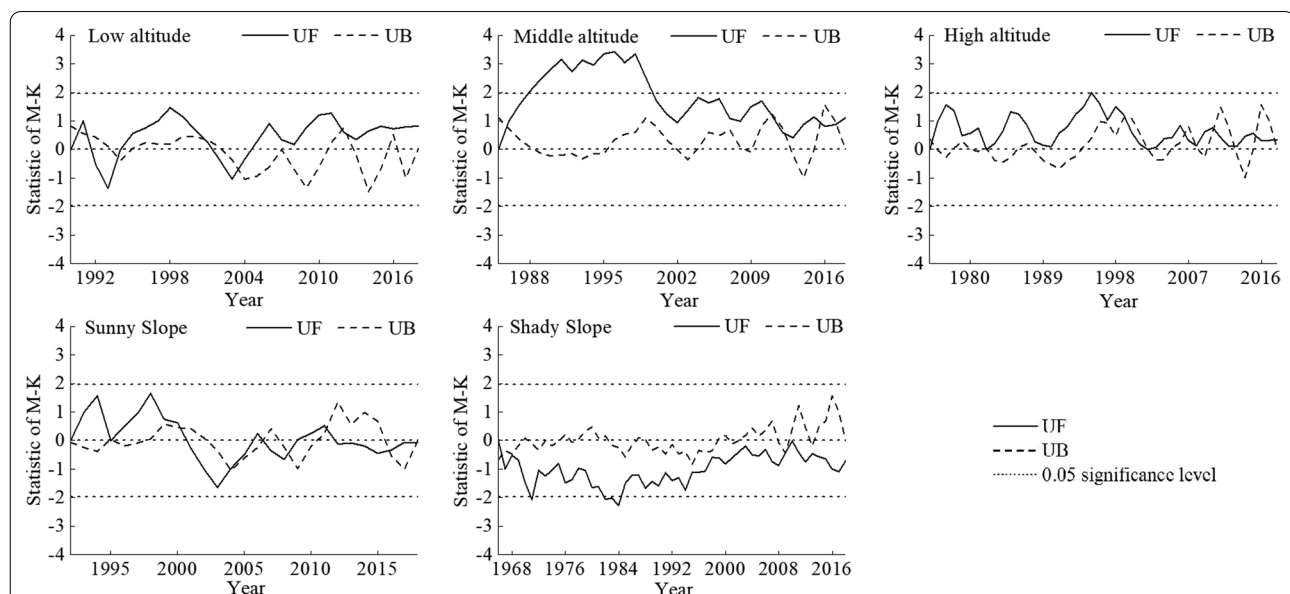 Low altitude
UF
UB
Statistic of M-K
4
3
2
1
0
-1
-2
-3
-4
1992
1998
2004
2010
2016
Year
Middle altitude
UF
UB
Statistic of M-K
4
3
2
1
0
-1
-2
-3
-4
1988
1995
2002
2009
2016
Year
High altitude
UF
UB
Statistic of M-K
4
3
2
1
0
-1
-2
-3
-4
1980
1989
1998
2007
2016
Year
Sunny Slope
UF
UB
Statistic of M-K
4
3
2
1
0
-1
-2
-3
-4
1995
2000
2005
2010
2015
Year
Shady Slope
UF
UB
Statistic of M-K
4
3
2
1
0
-1
-2
-3
-4
1968
1976
1984
1992
2000
2008
2016
Year
UF
UB
0.05 significance level